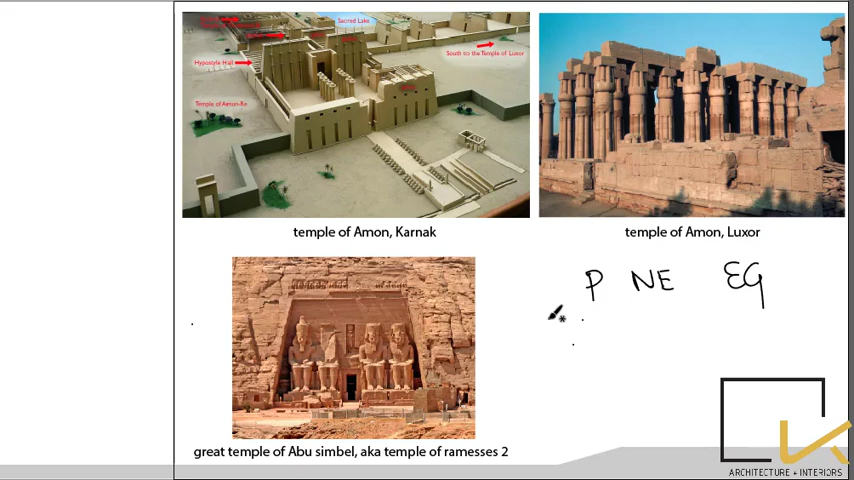 Sacred Lake
South to the Temple of Luxor
Hypostyle Hall
Temple of Amon-Re
temple of Amon, Karnak
temple of Amon, Luxor
P NE EG
great temple of Abu simbel, aka temple of ramesses 2
ARCHITECTURE + INTERIORS